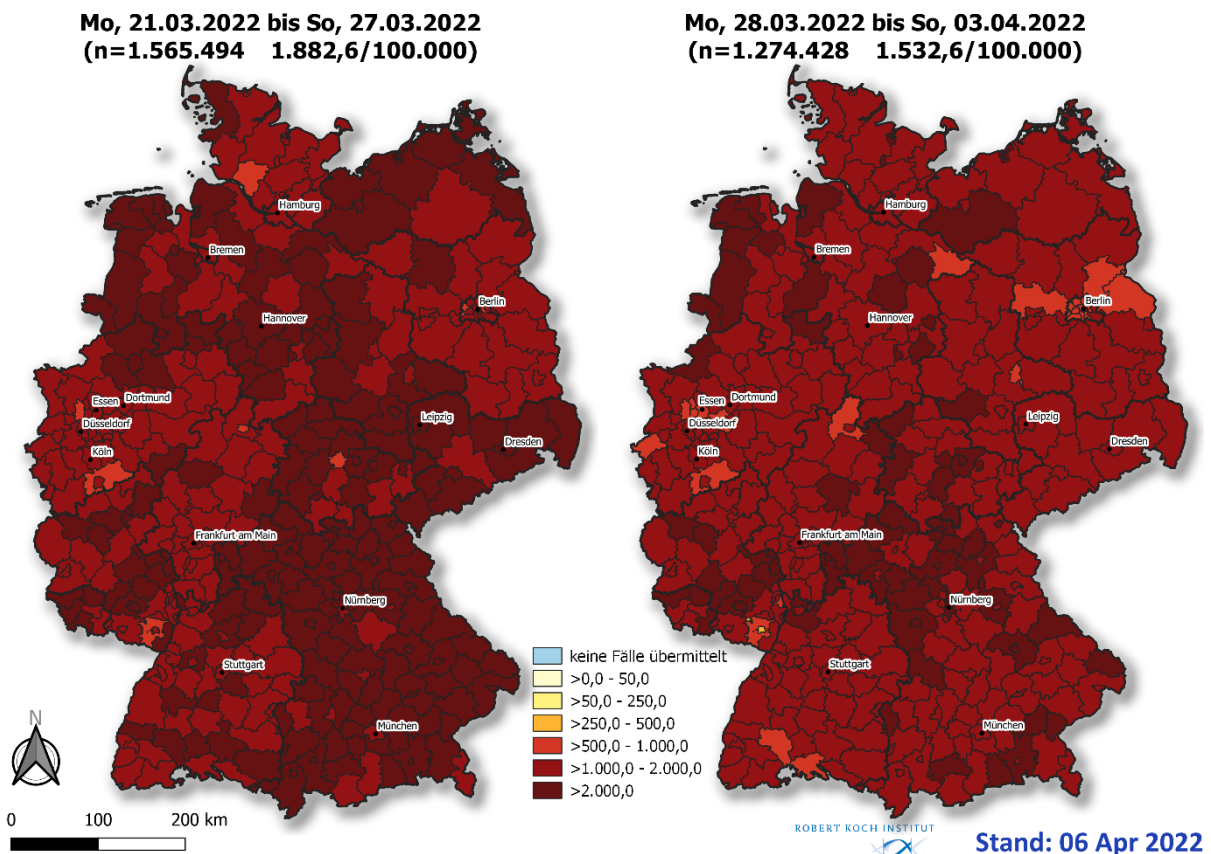 Mo, 21.03.2022 bis So, 27.03.2022
(n=1.565.494 1.882,6/100.000)
Mo, 28.03.2022 bis So, 03.04.2022
(n=1.274.428 1.532,6/100.000)
Hamburg
Bremen
Berlin
Hannover
Essen
Dortmund
Düsseldorf
Leipzig
Köln
Dresden
Frankfurt am Main
Nürnberg
Stuttgart
München
Hamburg
Bremen
Berlin
Hannover
Essen
Dortmund
Düsseldorf
Leipzig
Köln
Dresden
Frankfurt am Main
Nürnberg
Stuttgart
München
keine Fälle übermittelt
>0,0 - 50,0
>50,0 - 250,0
>250,0 - 500,0
>500,0 - 1.000,0
>1.000,0 - 2.000,0
>2.000,0
N
0 100 200 km
ROBERT KOCH INSTITUT
Stand: 06 Apr 2022